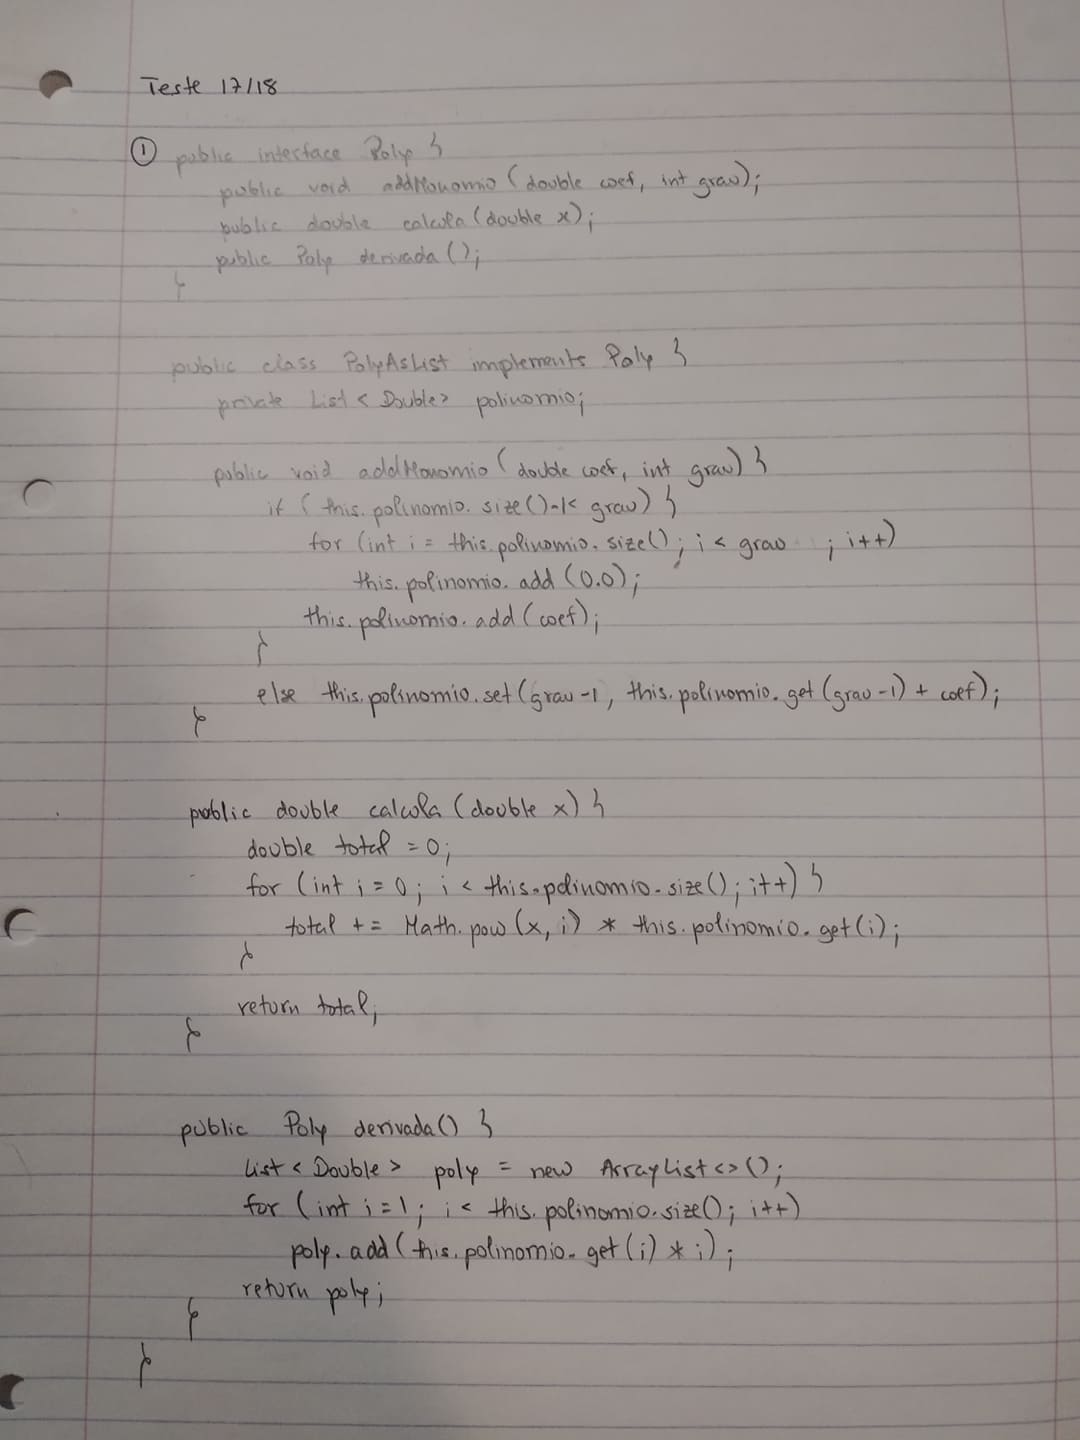 Teste 17/18
① public interface Poly {
public void addMonomio (double coef, int grau);
public double calcula (double x);
public Poly derivada ();
}
public class PolyAsList implements Poly {
private List < Double> polinomio;
public void addMonomio ( double coef, int grau) {
if ( this. polinomio. size()-1< grau) {
for (int i = this. polinomio. size(); i < grau ; i++)
this. polinomio. add (0.0);
this. polinomio. add (coef);
}
else this. polinomio. set (grau -1, this. polinomio. get (grau -1) + coef);
}
public double calcula (double x) {
double total = 0;
for (int i = 0; i < this.polinomio.size(); i++) {
total += Math. pow (x, i) * this. polinomio. get (i);
}
return total;
}
public Poly derivada () {
List < Double > poly = new ArrayList <> ();
for ( int i = 1; i < this. polinomio. size(); i++)
poly. add ( this. polinomio. get (i) * i);
return poly;
}
}